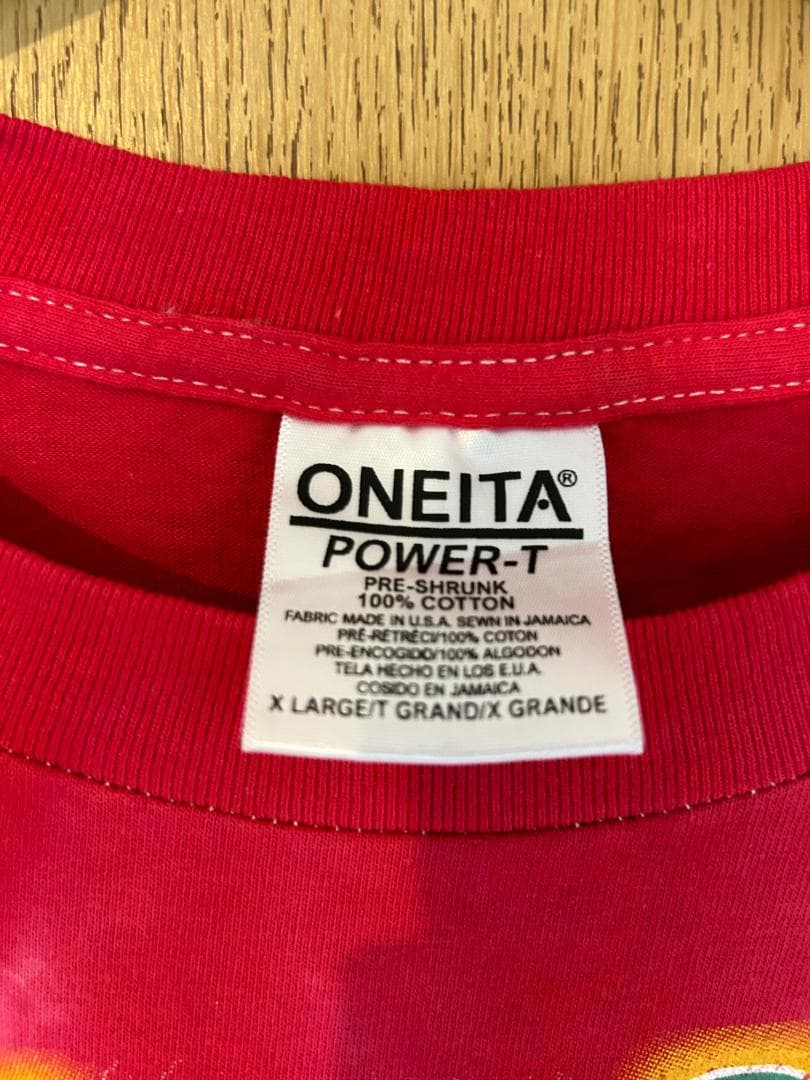 ONEITA®
POWER-T
PRE-SHRUNK
100% COTTON
FABRIC MADE IN U.S.A. SEWN IN JAMAICA
PRÉ-RÉTRÉCI/100% COTON
PRE-ENCOGIDO/100% ALGODON
TELA HECHO EN LOS E.U.A.
COSIDO EN JAMAICA
X LARGE/T GRAND/X GRANDE